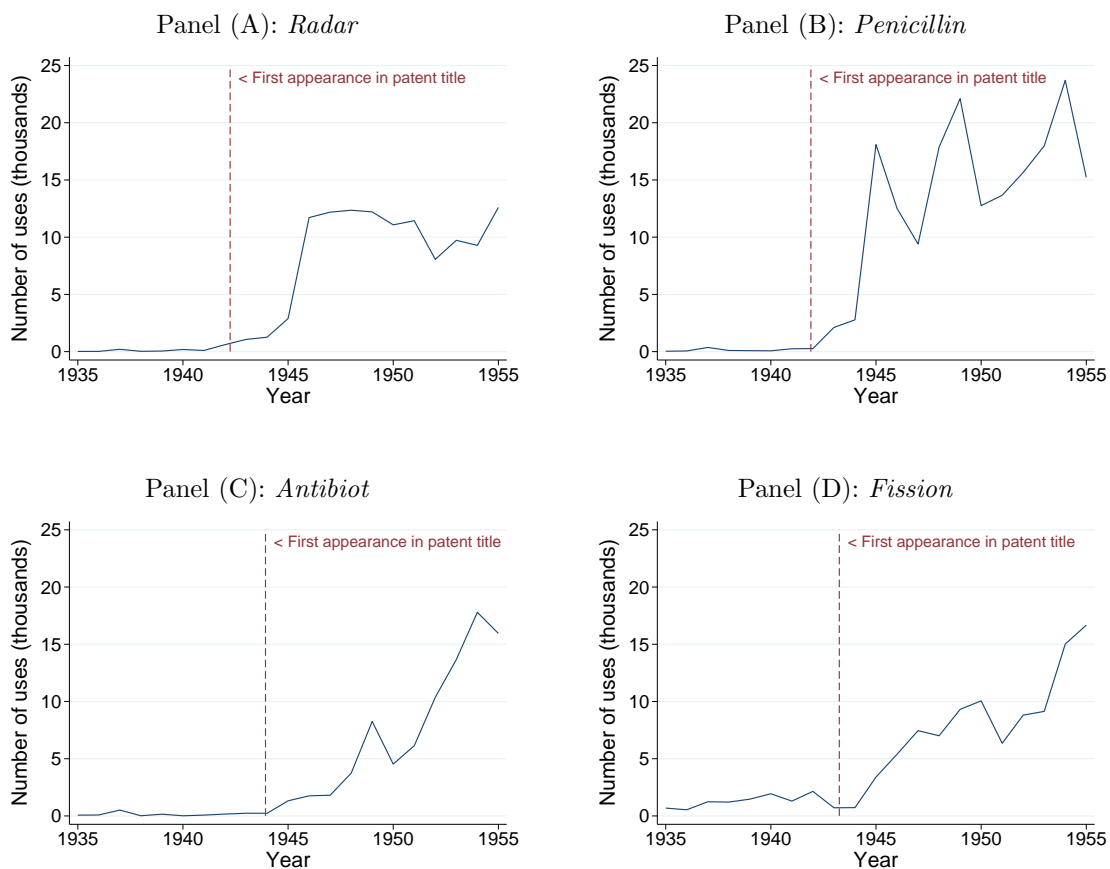 Panel (A): Radar
Number of uses (thousands)
25
20
15
10
5
0
< First appearance in patent title
1935 1940 1945 1950 1955
Year
Panel (B): Penicillin
Number of uses (thousands)
25
20
15
10
5
0
< First appearance in patent title
1935 1940 1945 1950 1955
Year
Panel (C): Antibiot
Number of uses (thousands)
25
20
15
10
5
0
< First appearance in patent title
1935 1940 1945 1950 1955
Year
Panel (D): Fission
Number of uses (thousands)
25
20
15
10
5
0
< First appearance in patent title
1935 1940 1945 1950 1955
Year